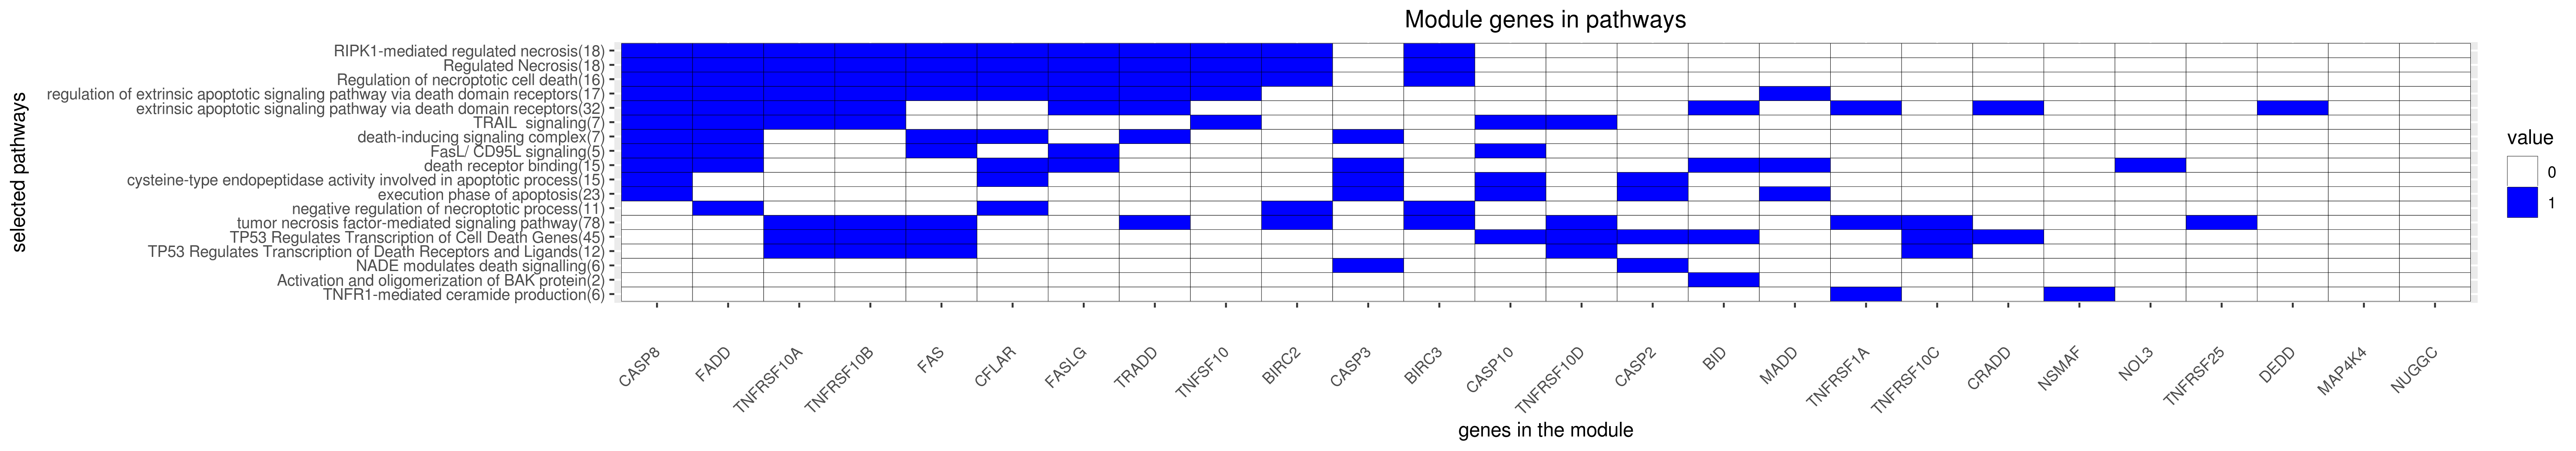 Module genes in pathways
selected pathways
RIPK1-mediated regulated necrosis(18)
Regulated Necrosis(18)
Regulation of necroptotic cell death(16)
regulation of extrinsic apoptotic signaling pathway via death domain receptors(17)
extrinsic apoptotic signaling pathway via death domain receptors(32)
TRAIL  signaling(7)
death-inducing signaling complex(7)
FasL/ CD95L signaling(5)
death receptor binding(15)
cysteine-type endopeptidase activity involved in apoptotic process(15)
execution phase of apoptosis(23)
negative regulation of necroptotic process(11)
tumor necrosis factor-mediated signaling pathway(78)
TP53 Regulates Transcription of Cell Death Genes(45)
TP53 Regulates Transcription of Death Receptors and Ligands(12)
NADE modulates death signalling(6)
Activation and oligomerization of BAK protein(2)
TNFR1-mediated ceramide production(6)
CASP8
FADD
TNFRSF10A
TNFRSF10B
FAS
CFLAR
FASLG
TRADD
TNFSF10
BIRC2
CASP3
BIRC3
CASP10
TNFRSF10D
CASP2
BID
MADD
TNFRSF1A
TNFRSF10C
CRADD
NSMAF
NOL3
TNFRSF25
DEDD
MAP4K4
NUGGC
genes in the module
value
0
1